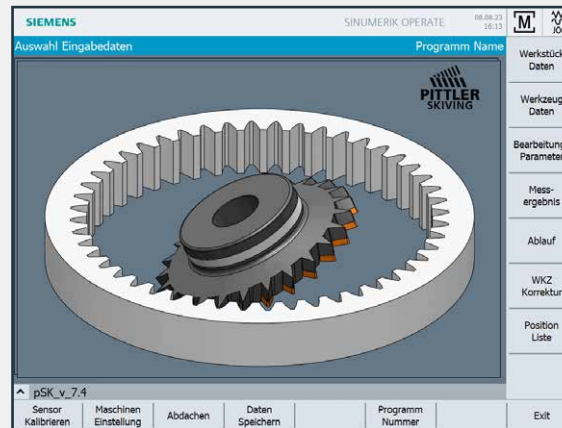 SIEMENS
SINUMERIK OPERATE
08.08.23
16:13
M
JOG
Auswahl Eingabedaten
Programm Name
PITTLER
SKIVING
Werkstück
Daten
Werkzeug
Daten
Bearbeitung
Parameter
Mess-
ergebnis
Ablauf
WKZ
Korrektur
Position
Liste
pSK_v_7.4
Sensor
Kalibrieren
Maschinen
Einstellung
Abdachen
Daten
Speichern
Programm
Nummer
Exit